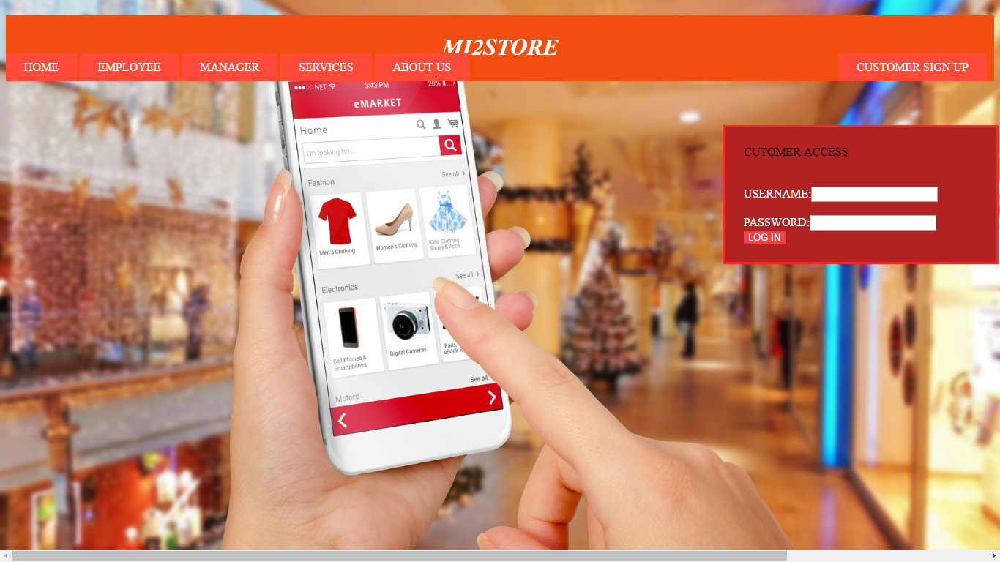 MI2STORE
HOME EMPLOYEE MANAGER SERVICES ABOUT US CUSTOMER SIGN UP
NET 3:43 PM 20%
eMARKET
Home
I'm looking for...
Fashion See all
Men's Clothing Women's Clothing Kids' Clothing,
Shoes & Accs.
Electronics See all
Cell Phones &
Smartphones
Digital Cameras
Pads,
eBook R
Motors See all
CUTOMER ACCESS
USERNAME:
PASSWORD:
LOG IN